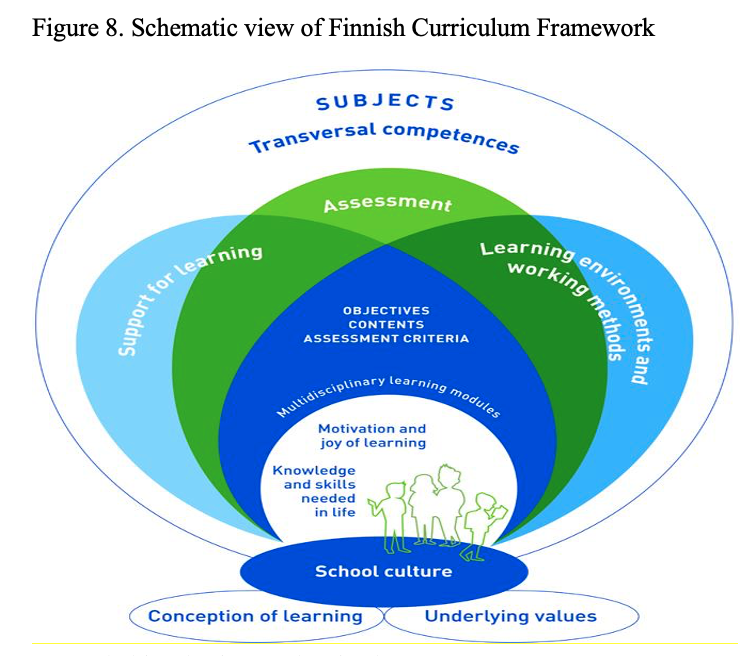 Figure 8. Schematic view of Finnish Curriculum Framework
SUBJECTS
Transversal competences
Assessment
Support for learning
Learning environments and
working methods
OBJECTIVES
CONTENTS
ASSESSMENT CRITERIA
Multidisciplinary learning modules
Motivation and
joy of learning
Knowledge
and skills
needed
in life
School culture
Conception of learning
Underlying values